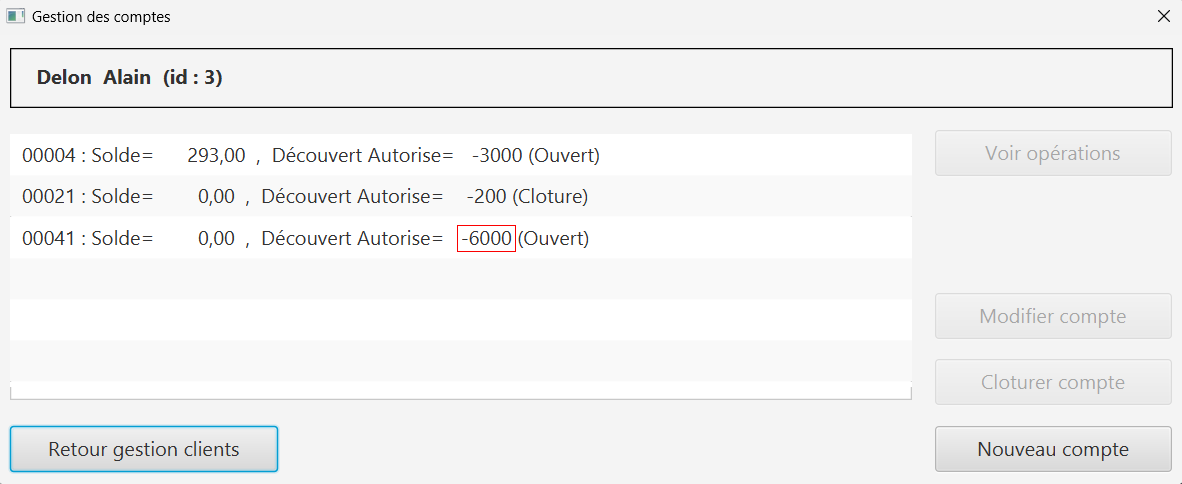 Gestion des comptes
Delon Alain (id : 3)
00004 : Solde= 293,00 , Découvert Autorise= -3000 (Ouvert)
Voir opérations
00021 : Solde= 0,00 , Découvert Autorise= -200 (Cloture)
00041 : Solde= 0,00 , Découvert Autorise= -6000 (Ouvert)
Modifier compte
Cloturer compte
Retour gestion clients
Nouveau compte